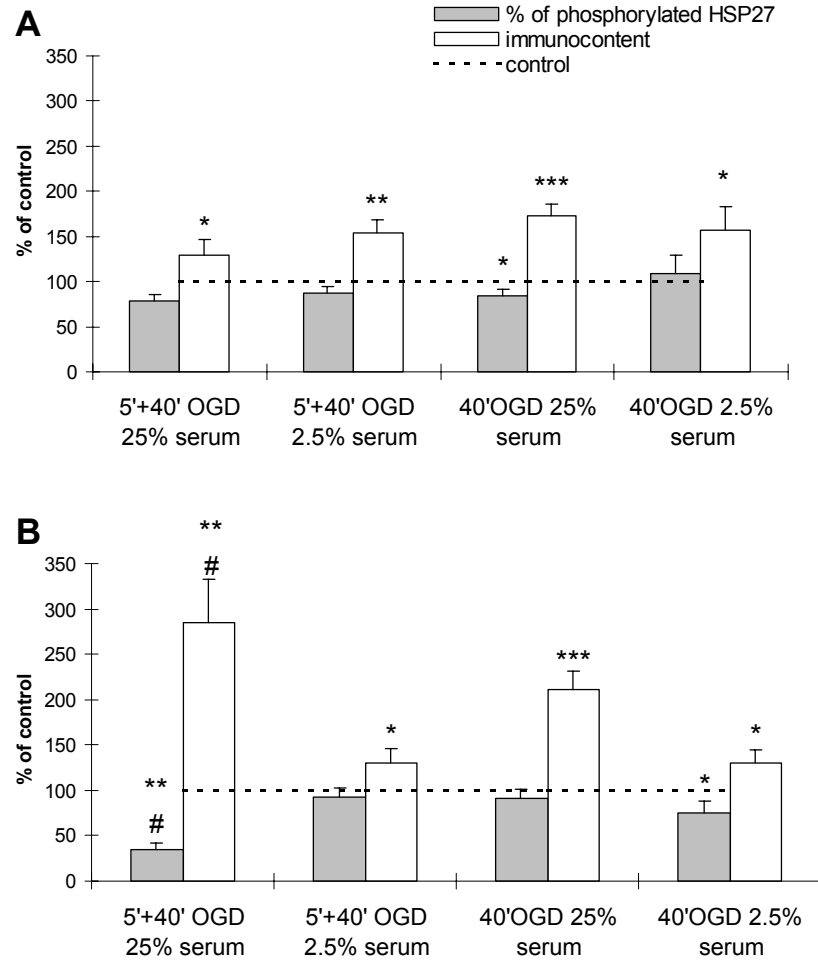 A
% of phosphorylated HSP27
immunocontent
control
% of control
350
300
250
200
150
100
50
0
*
**
*
***
*
5'+40' OGD
25% serum
5'+40' OGD
2.5% serum
40'OGD 25%
serum
40'OGD 2.5%
serum
B
% of control
350
300
250
200
150
100
50
0
**
#
**
#
*
***
*
*
5'+40' OGD
25% serum
5'+40' OGD
2.5% serum
40'OGD 25%
serum
40'OGD 2.5%
serum